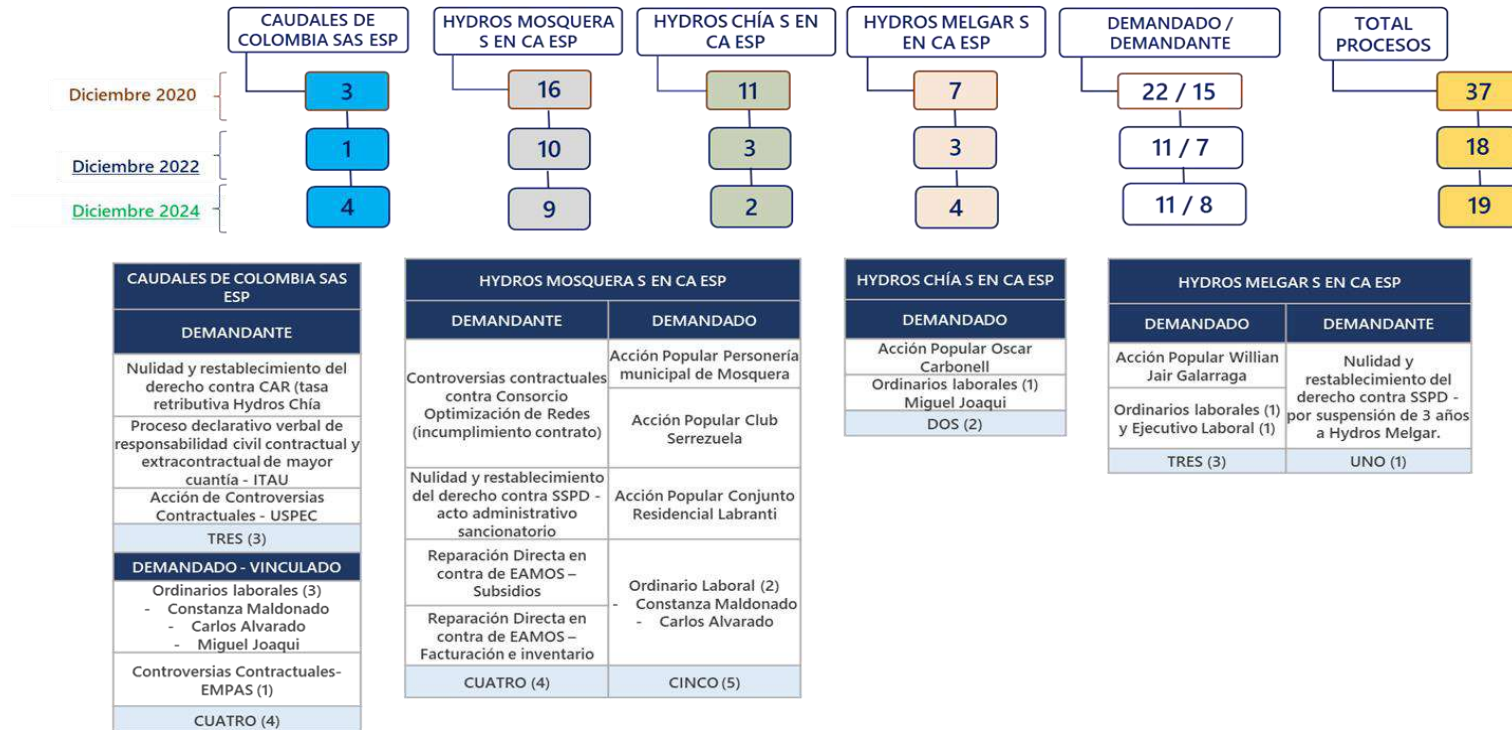 CAUDALES DE
COLOMBIA SAS ESP
HYDROS MOSQUERA
S EN CA ESP
HYDROS CHÍA S EN
CA ESP
HYDROS MELGAR S
EN CA ESP
DEMANDADO /
DEMANDANTE
TOTAL
PROCESOS
Diciembre 2020
3
16
11
7
22 / 15
37
Diciembre 2022
1
10
3
3
11 / 7
18
Diciembre 2024
4
9
2
4
11 / 8
19
CAUDALES DE COLOMBIA SAS
ESP
DEMANDANTE
Nulidad y restablecimiento del
derecho contra CAR (tasa
retributiva Hydros Chía
Proceso declarativo verbal de
responsabilidad civil contractual y
extracontractual de mayor
cuantía - ITAU
Acción de Controversias
Contractuales - USPEC
TRES (3)
DEMANDADO - VINCULADO
Ordinarios laborales (3)
- Constanza Maldonado
- Carlos Alvarado
- Miguel Joaqui
Controversias Contractuales-
EMPAS (1)
CUATRO (4)
HYDROS MOSQUERA S EN CA ESP
DEMANDANTE
Controversias contractuales
contra Consorcio
Optimización de Redes
(incumplimiento contrato)
Nulidad y restablecimiento
del derecho contra SSPD -
acto administrativo
sancionatorio
Reparación Directa en
contra de EAMOS –
Subsidios
Reparación Directa en
contra de EAMOS –
Facturación e inventario
CUATRO (4)
DEMANDADO
Acción Popular Personería
municipal de Mosquera
Acción Popular Club
Serrezuela
Acción Popular Conjunto
Residencial Labranti
Ordinario Laboral (2)
- Constanza Maldonado
- Carlos Alvarado
CINCO (5)
HYDROS CHÍA S EN CA ESP
DEMANDADO
Acción Popular Oscar
Carbonell
Ordinarios laborales (1)
Miguel Joaqui
DOS (2)
HYDROS MELGAR S EN CA ESP
DEMANDADO
Acción Popular Willian
Jair Galarraga
Ordinarios laborales (1)
y Ejecutivo Laboral (1)
TRES (3)
DEMANDANTE
Nulidad y
restablecimiento del
derecho contra SSPD -
por suspensión de 3 años
a Hydros Melgar.
UNO (1)